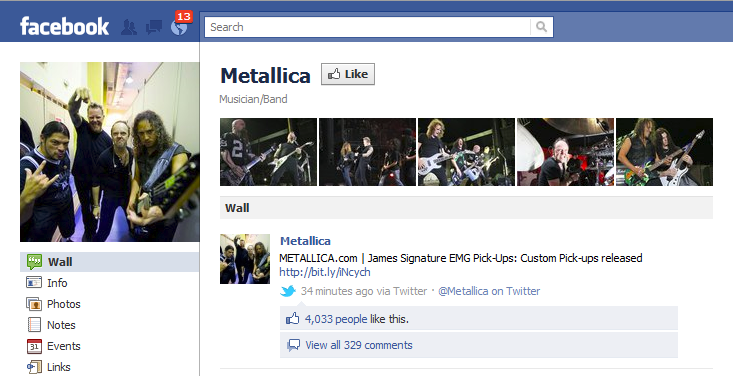 facebook
13
Search
Metallica
Like
Musician/Band
Wall
Metallica
METALLICA.com | James Signature EMG Pick-Ups: Custom Pick-ups released
http://bit.ly/iNcych
34 minutes ago via Twitter · @Metallica on Twitter
4,033 people like this.
View all 329 comments
Wall
Info
Photos
Notes
31
Events
Links